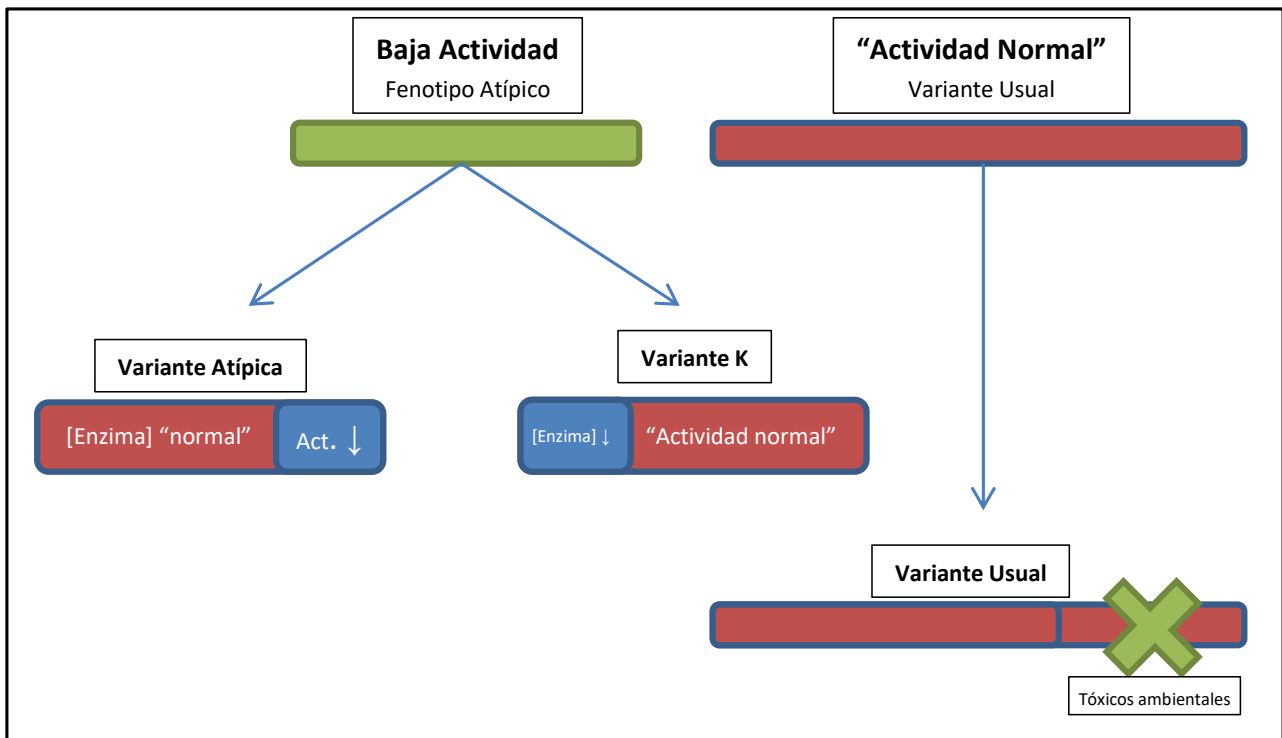 Baja Actividad
Fenotipo Atípico
“Actividad Normal”
Variante Usual
Variante Atípica
[Enzima] “normal”
Act. ↓
Variante K
[Enzima] ↓
“Actividad normal”
Variante Usual
Tóxicos ambientales